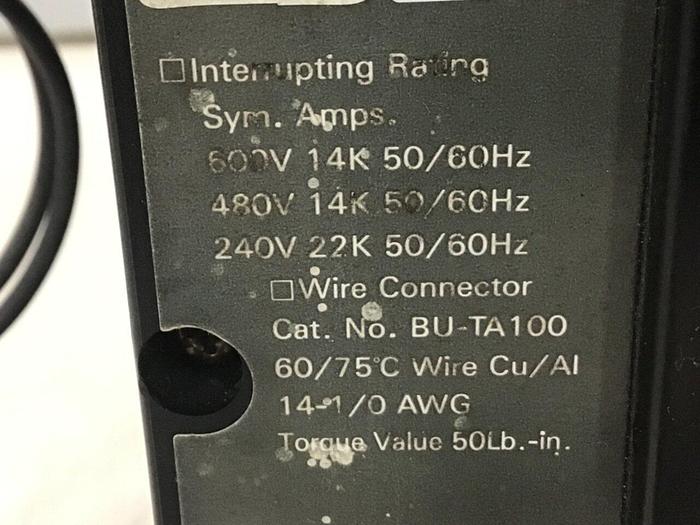 □Interrupting Rating
Sym. Amps.
600V 14K 50/60Hz
480V 14K 50/60Hz
240V 22K 50/60Hz
□Wire Connector
Cat. No. BU-TA100
60/75°C Wire Cu/Al
14-1/0 AWG
Torque Value 50Lb.-in.